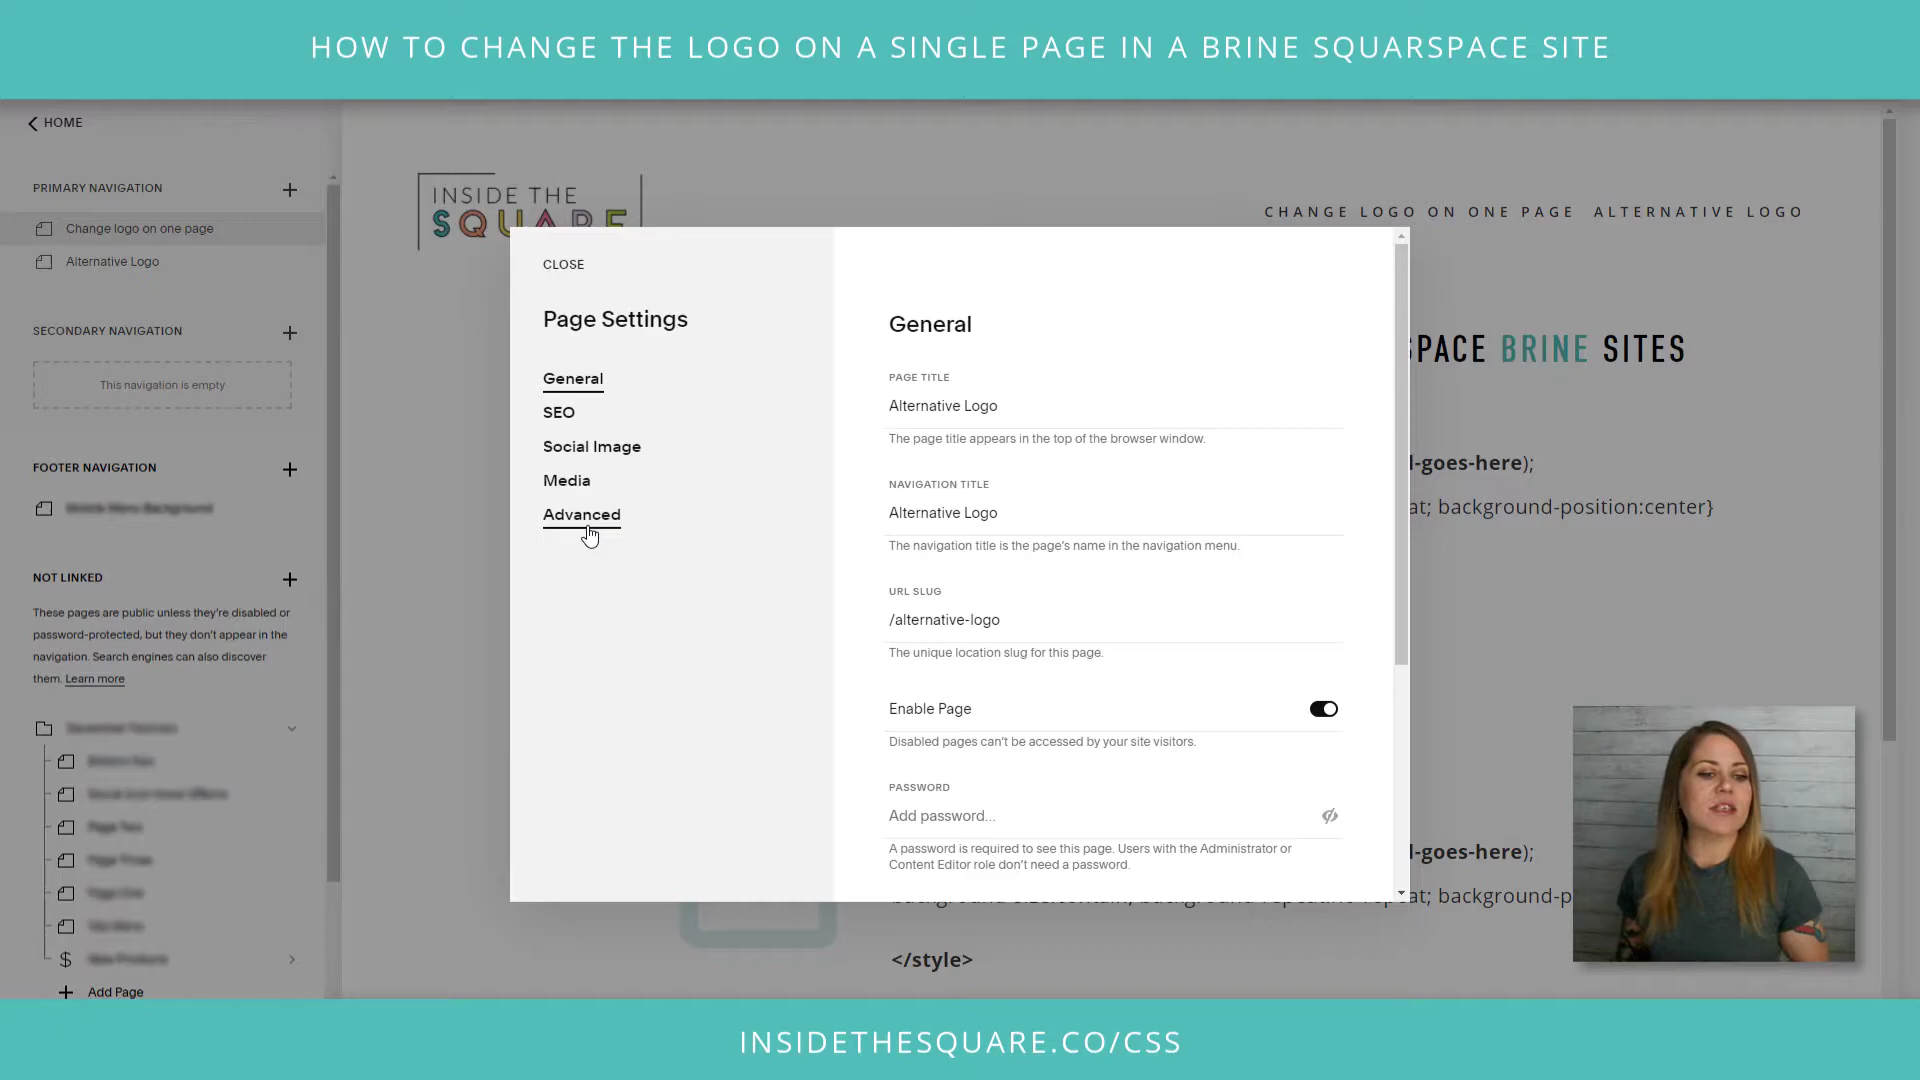 HOW TO CHANGE THE LOGO ON A SINGLE PAGE IN A BRINE SQUARSPACE SITE
HOME
PRIMARY NAVIGATION
Change logo on one page
Alternative Logo
SECONDARY NAVIGATION
This navigation is empty
FOOTER NAVIGATION
NOT LINKED
These pages are public unless they're disabled or
password-protected, but they don't appear in the
navigation. Search engines can also discover
them. Learn more
Add Page
INSIDE THE
SQUARE
CHANGE LOGO ON ONE PAGE ALTERNATIVE LOGO
BRINE SITES
-goes-here);
background-position:center}
-goes-here);
</style>
CLOSE
Page Settings
General
SEO
Social Image
Media
Advanced
General
PAGE TITLE
Alternative Logo
The page title appears in the top of the browser window.
NAVIGATION TITLE
Alternative Logo
The navigation title is the page's name in the navigation menu.
URL SLUG
/alternative-logo
The unique location slug for this page.
Enable Page
Disabled pages can't be accessed by your site visitors.
PASSWORD
Add password...
A password is required to see this page. Users with the Administrator or
Content Editor role don't need a password.
INSIDETHESQUARE.CO/CSS